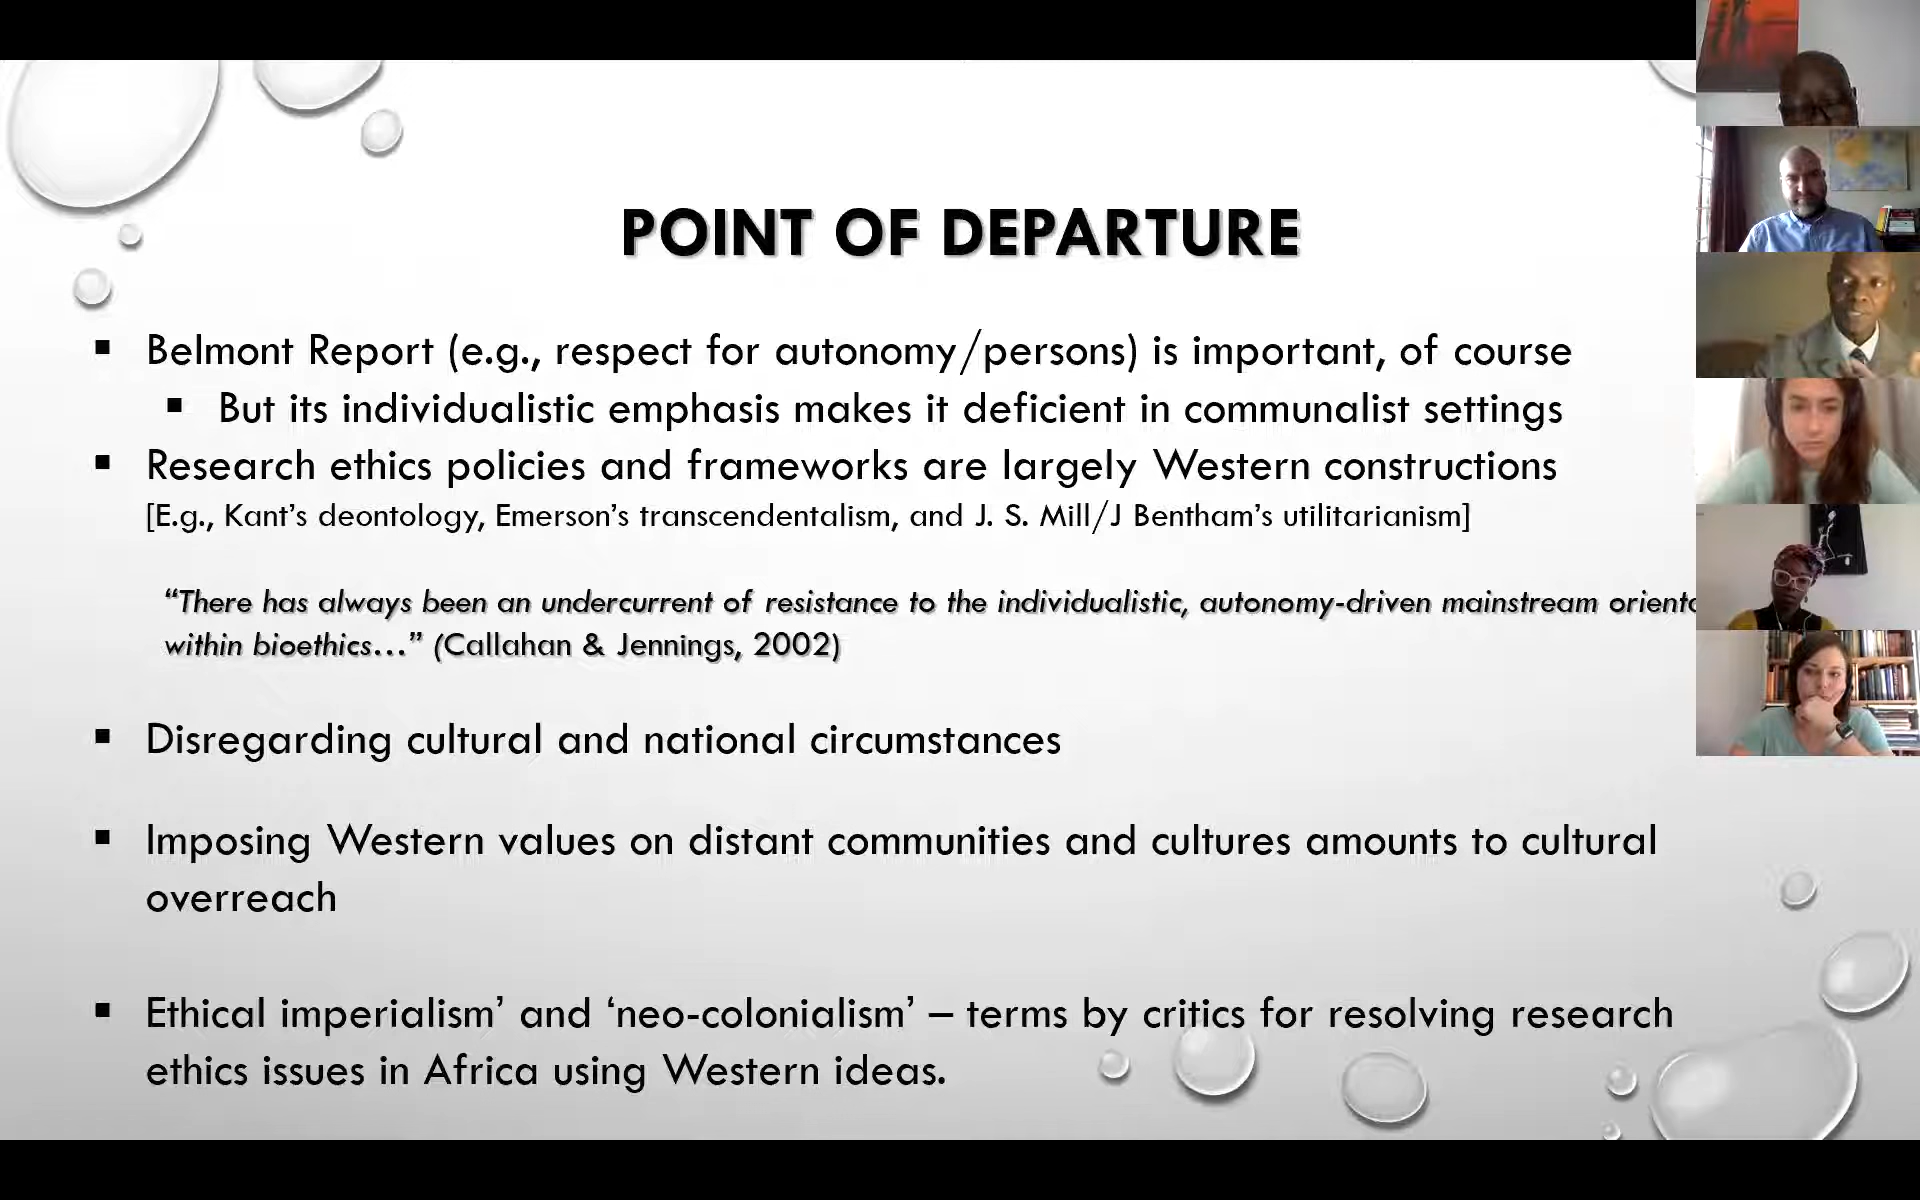 POINT OF DEPARTURE
▪ Belmont Report (e.g., respect for autonomy/persons) is important, of course
▪ But its individualistic emphasis makes it deficient in communalist settings
▪ Research ethics policies and frameworks are largely Western constructions
[E.g., Kant’s deontology, Emerson’s transcendentalism, and J. S. Mill/J Bentham’s utilitarianism]
“There has always been an undercurrent of resistance to the individualistic, autonomy-driven mainstream
within bioethics…” (Callahan & Jennings, 2002)
▪ Disregarding cultural and national circumstances
▪ Imposing Western values on distant communities and cultures amounts to cultural
overreach
▪ Ethical imperialism’ and ‘neo-colonialism’ – terms by critics for resolving research
ethics issues in Africa using Western ideas.